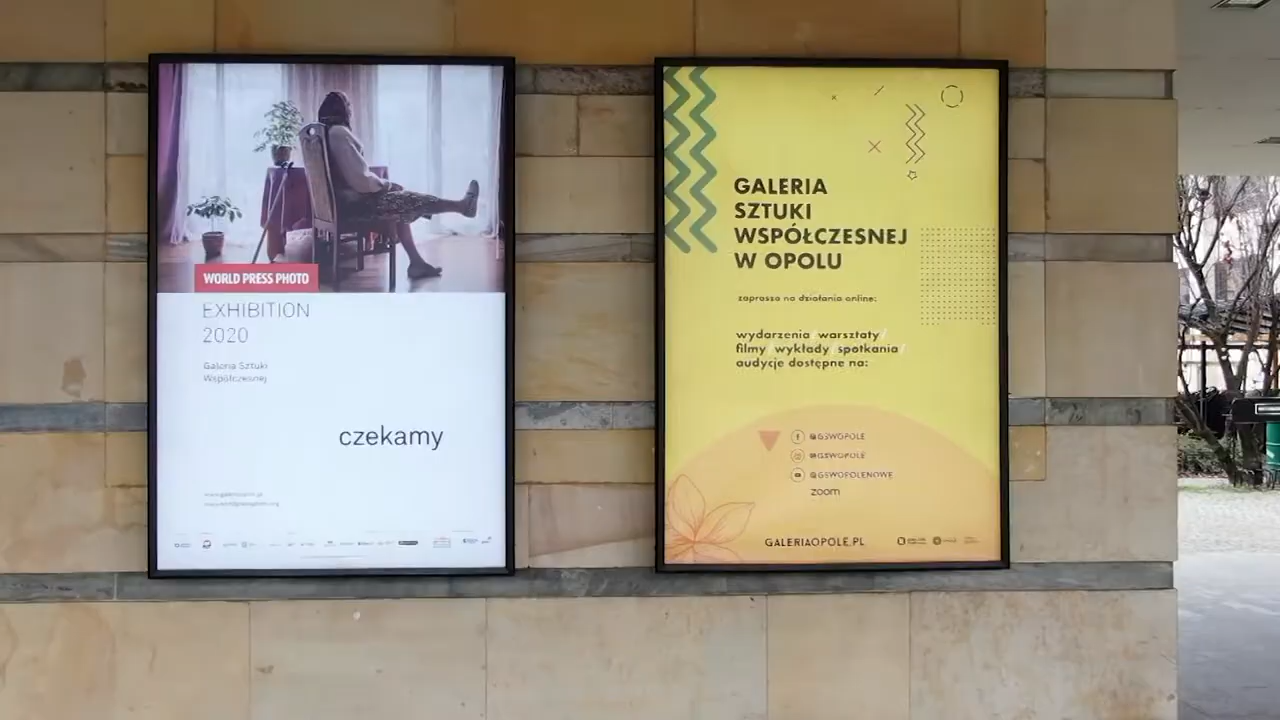 WORLD PRESS PHOTO
EXHIBITION
2020
Galeria Sztuki
Współczesnej
czekamy
GALERIA
SZTUKI
WSPÓŁCZESNEJ
W OPOLU
zaprasza na działania online:
wydarzenia/warsztaty/
filmy/wykłady/spotkania/
audycje dostępne na:
@GSWOPOLE
@GSWOPOLE
@GSWOPOLENOWE
zoom
GALERIAOPOLE.PL